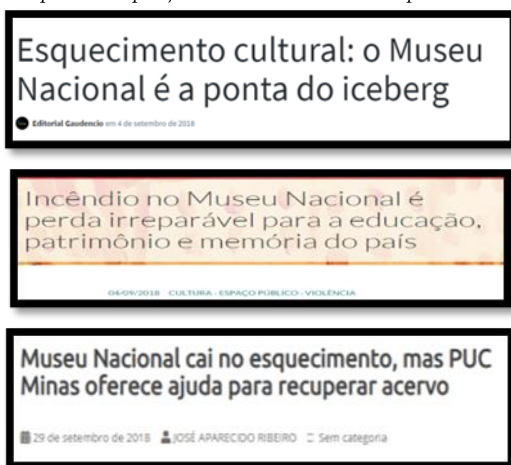 Esquecimento cultural: o Museu
Nacional é a ponta do iceberg
Editorial Gaudencio em 4 de setembro de 2018
Incêndio no Museu Nacional é
perda irreparável para a educação,
patrimônio e memória do país
04/09/2018 CULTURA - ESPAÇO PÚBLICO - VIOLÊNCIA
Museu Nacional cai no esquecimento, mas PUC
Minas oferece ajuda para recuperar acervo
29 de setembro de 2018 JOSÉ APARECIDO RIBEIRO Sem categoria